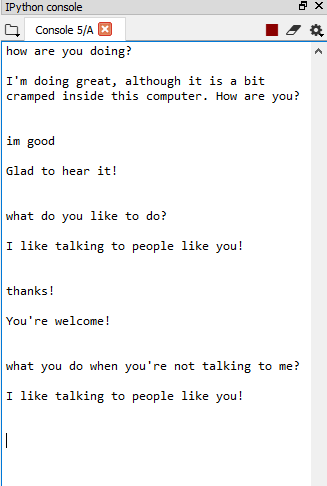 IPython console
Console 5/A
how are you doing?
I'm doing great, although it is a bit
cramped inside this computer. How are you?
im good
Glad to hear it!
what do you like to do?
I like talking to people like you!
thanks!
You're welcome!
what you do when you're not talking to me?
I like talking to people like you!